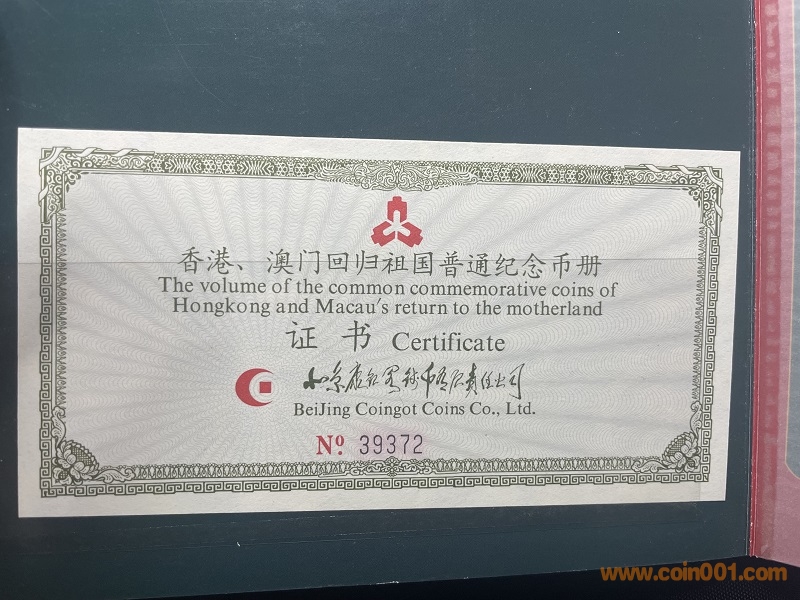 香港、澳门回归祖国普通纪念币册
The volume of the common commemorative coins of
Hongkong and Macau's return to the motherland
证 书 Certificate
北京康银阁钱币有限责任公司
BeiJing Coingot Coins Co., Ltd.
Nº 39372
www.coin001.com